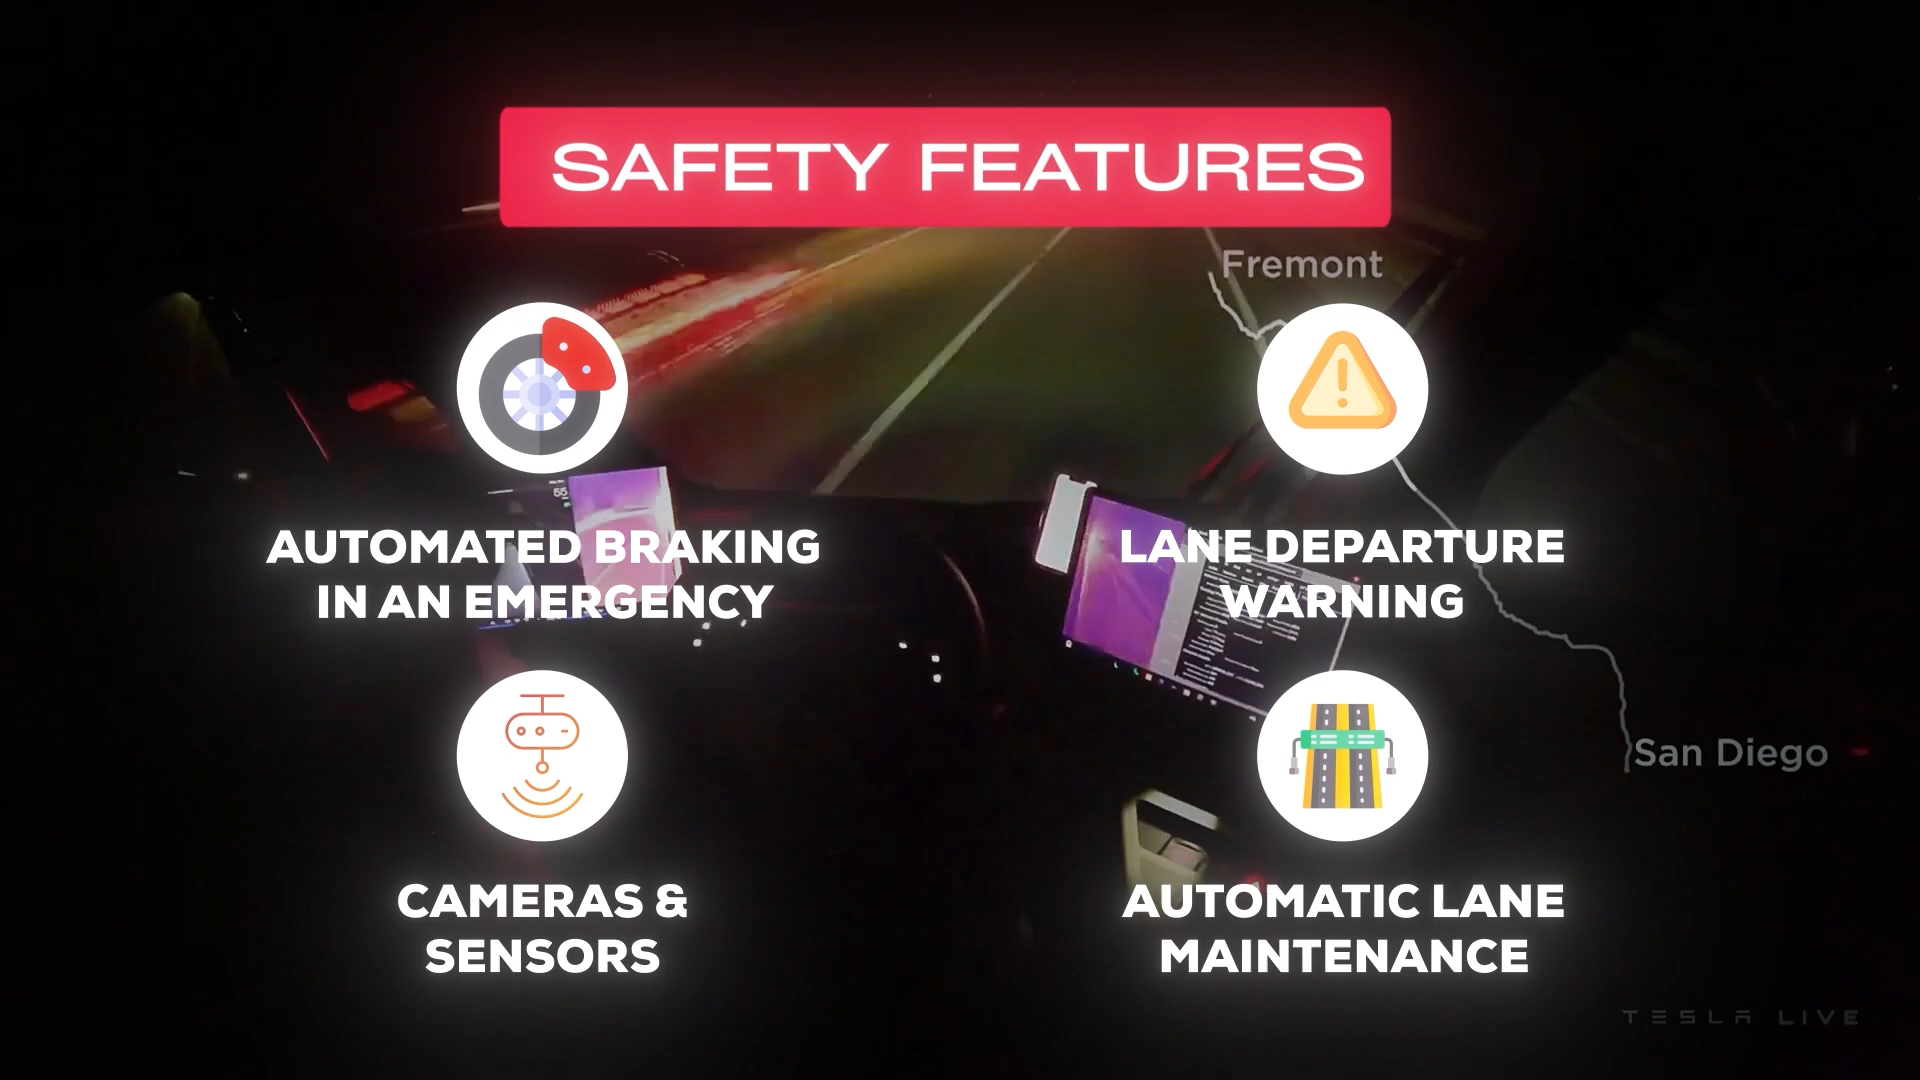 SAFETY FEATURES
Fremont
55
AUTOMATED BRAKING
IN AN EMERGENCY
LANE DEPARTURE
WARNING
San Diego
CAMERAS &
SENSORS
AUTOMATIC LANE
MAINTENANCE
TESLA LIVE